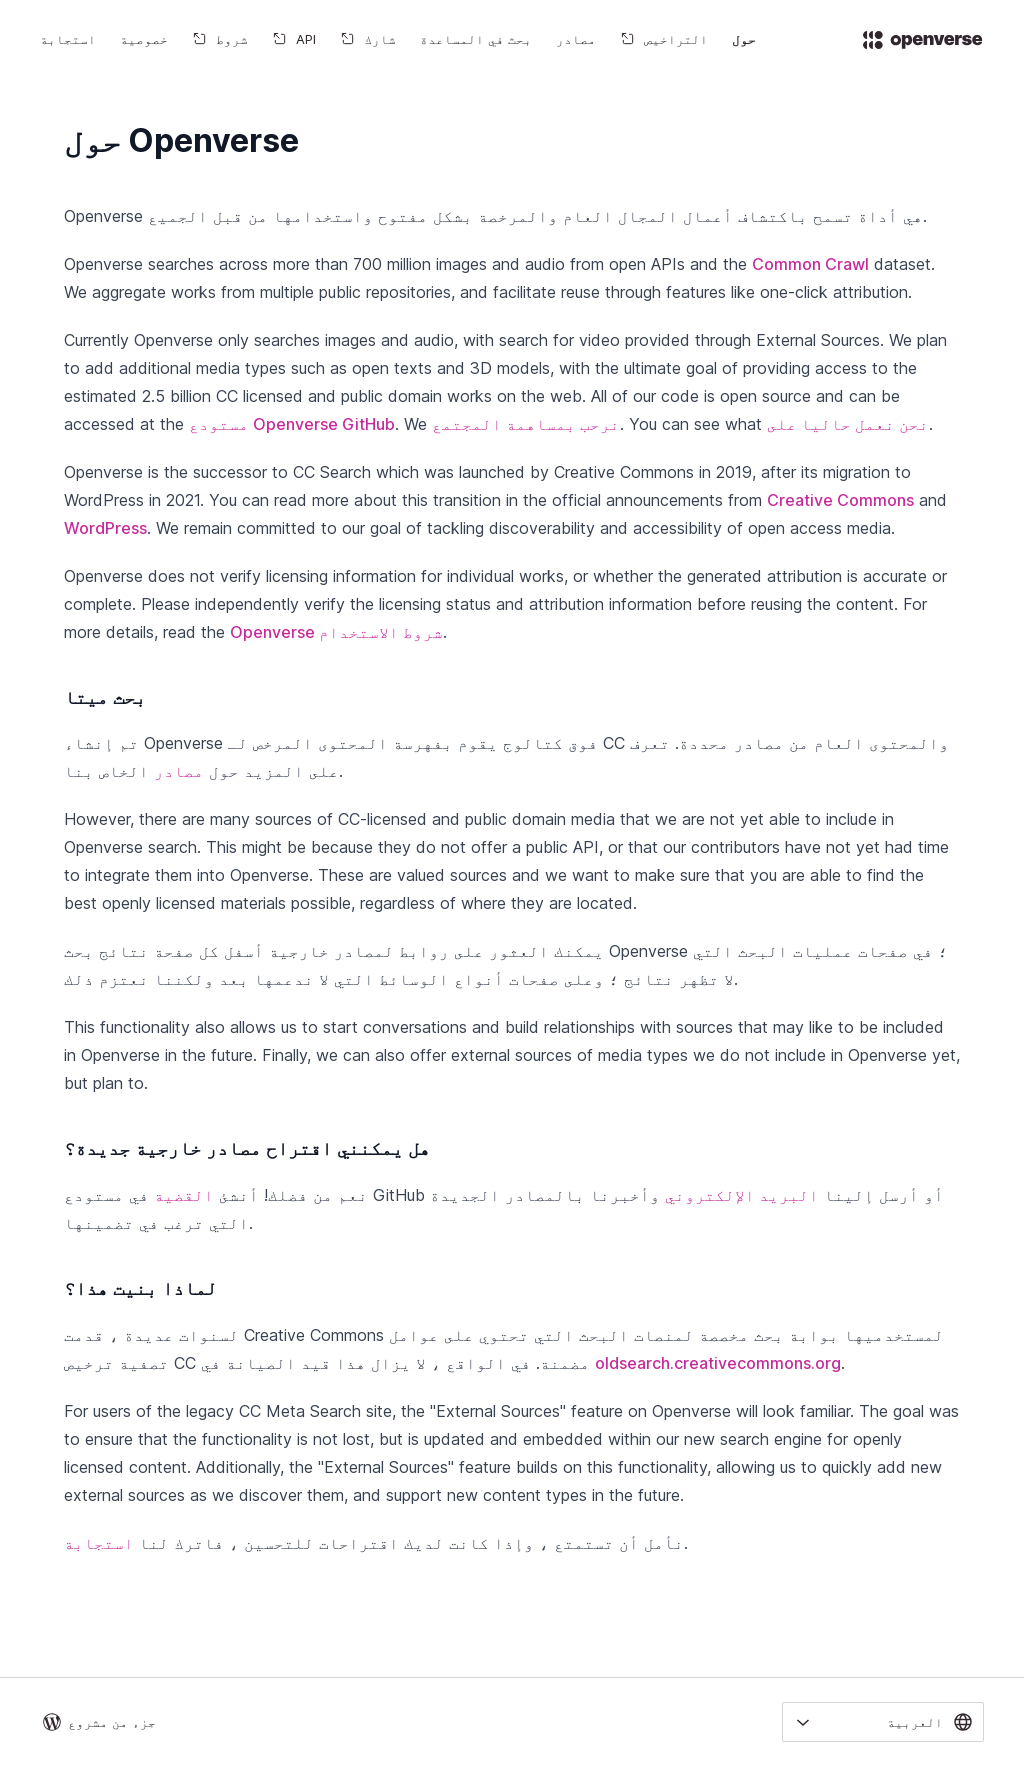 openverse
حول
التراخيص
مصادر
بحث في المساعدة
شارك
API
شروط
خصوصية
استجابة
حول Openverse
Openverse هي أداة تسمح باكتشاف أعمال المجال العام والمرخصة بشكل مفتوح واستخدامها من قبل الجميع.
Openverse searches across more than 700 million images and audio from open APIs and the Common Crawl dataset.
We aggregate works from multiple public repositories, and facilitate reuse through features like one-click attribution.
Currently Openverse only searches images and audio, with search for video provided through External Sources. We plan
to add additional media types such as open texts and 3D models, with the ultimate goal of providing access to the
estimated 2.5 billion CC licensed and public domain works on the web. All of our code is open source and can be
accessed at the مستودع Openverse GitHub. We نرحب بمساهمة المجتمع. You can see what نحن نعمل حاليا على.
Openverse is the successor to CC Search which was launched by Creative Commons in 2019, after its migration to
WordPress in 2021. You can read more about this transition in the official announcements from Creative Commons and
WordPress. We remain committed to our goal of tackling discoverability and accessibility of open access media.
Openverse does not verify licensing information for individual works, or whether the generated attribution is accurate or
complete. Please independently verify the licensing status and attribution information before reusing the content. For
more details, read the Openverse شروط الاستخدام.
بحث ميتا
تم إنشاء Openverse فوق كتالوج يقوم بفهرسة المحتوى المرخص لـ CC والمحتوى العام من مصادر محددة. تعرف
على المزيد حول مصادر الخاص بنا.
However, there are many sources of CC-licensed and public domain media that we are not yet able to include in
Openverse search. This might be because they do not offer a public API, or that our contributors have not yet had time
to integrate them into Openverse. These are valued sources and we want to make sure that you are able to find the
best openly licensed materials possible, regardless of where they are located.
يمكنك العثور على روابط لمصادر خارجية أسفل كل صفحة نتائج بحث Openverse ؛ في صفحات عمليات البحث التي
لا تظهر نتائج ؛ وعلى صفحات أنواع الوسائط التي لا ندعمها بعد ولكننا نعتزم ذلك.
This functionality also allows us to start conversations and build relationships with sources that may like to be included
in Openverse in the future. Finally, we can also offer external sources of media types we do not include in Openverse yet,
but plan to.
هل يمكنني اقتراح مصادر خارجية جديدة؟
نعم من فضلك! أنشئ القضية في مستودع GitHub أو أرسل إلينا البريد الإلكتروني وأخبرنا بالمصادر الجديدة
التي ترغب في تضمينها.
لماذا بنيت هذا؟
لسنوات عديدة ، قدمت Creative Commons لمستخدميها بوابة بحث مخصصة لمنصات البحث التي تحتوي على عوامل
تصفية ترخيص CC مضمنة. في الواقع ، لا يزال هذا قيد الصيانة في oldsearch.creativecommons.org.
For users of the legacy CC Meta Search site, the "External Sources" feature on Openverse will look familiar. The goal was
to ensure that the functionality is not lost, but is updated and embedded within our new search engine for openly
licensed content. Additionally, the "External Sources" feature builds on this functionality, allowing us to quickly add new
external sources as we discover them, and support new content types in the future.
نأمل أن تستمتع ، وإذا كانت لديك اقتراحات للتحسين ، فاترك لنا استجابة.
العربية
جزء من مشروع